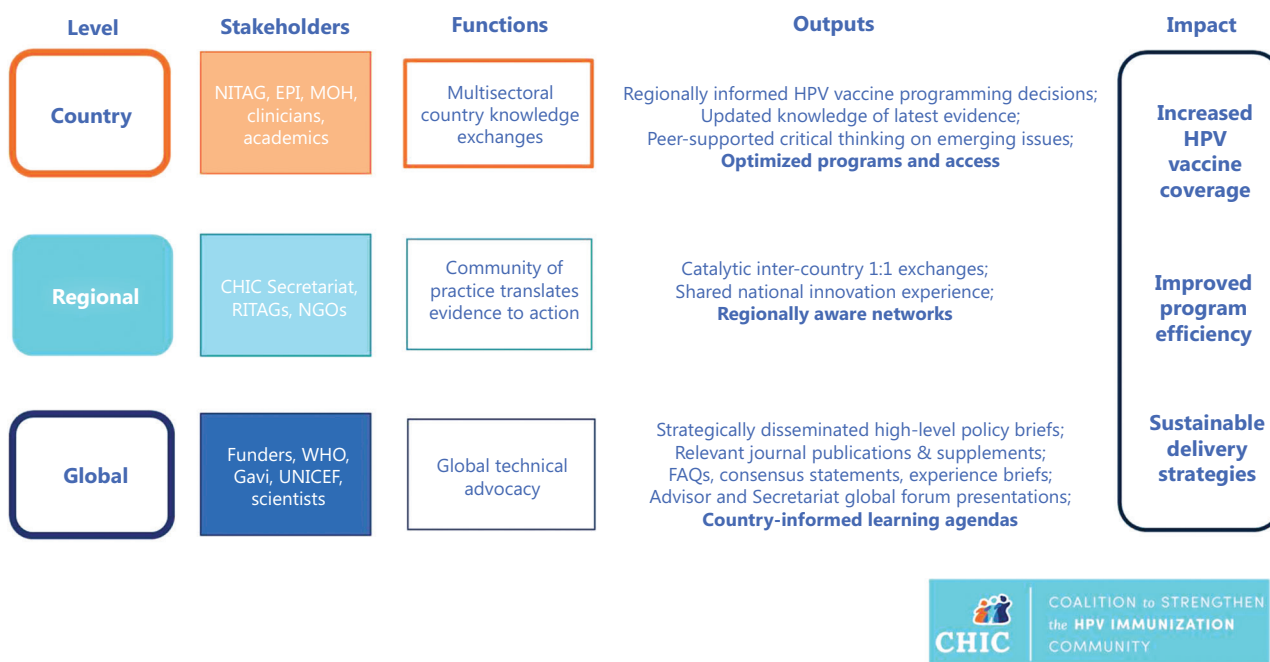 Level
Stakeholders
Functions
Outputs
Impact
Country
NITAG, EPI, MOH,
clinicians,
academics
Multisectoral
country knowledge
exchanges
Regionally informed HPV vaccine programming decisions;
Updated knowledge of latest evidence;
Peer-supported critical thinking on emerging issues;
Optimized programs and access
Regional
CHIC Secretariat,
RITAGs, NGOs
Community of
practice translates
evidence to action
Catalytic inter-country 1:1 exchanges;
Shared national innovation experience;
Regionally aware networks
Global
Funders, WHO,
Gavi, UNICEF,
scientists
Global technical
advocacy
Strategically disseminated high-level policy briefs;
Relevant journal publications & supplements;
FAQs, consensus statements, experience briefs;
Advisor and Secretariat global forum presentations;
Country-informed learning agendas
Increased
HPV
vaccine
coverage
Improved
program
efficiency
Sustainable
delivery
strategies
CHIC
COALITION to STRENGTHEN
the HPV IMMUNIZATION
COMMUNITY